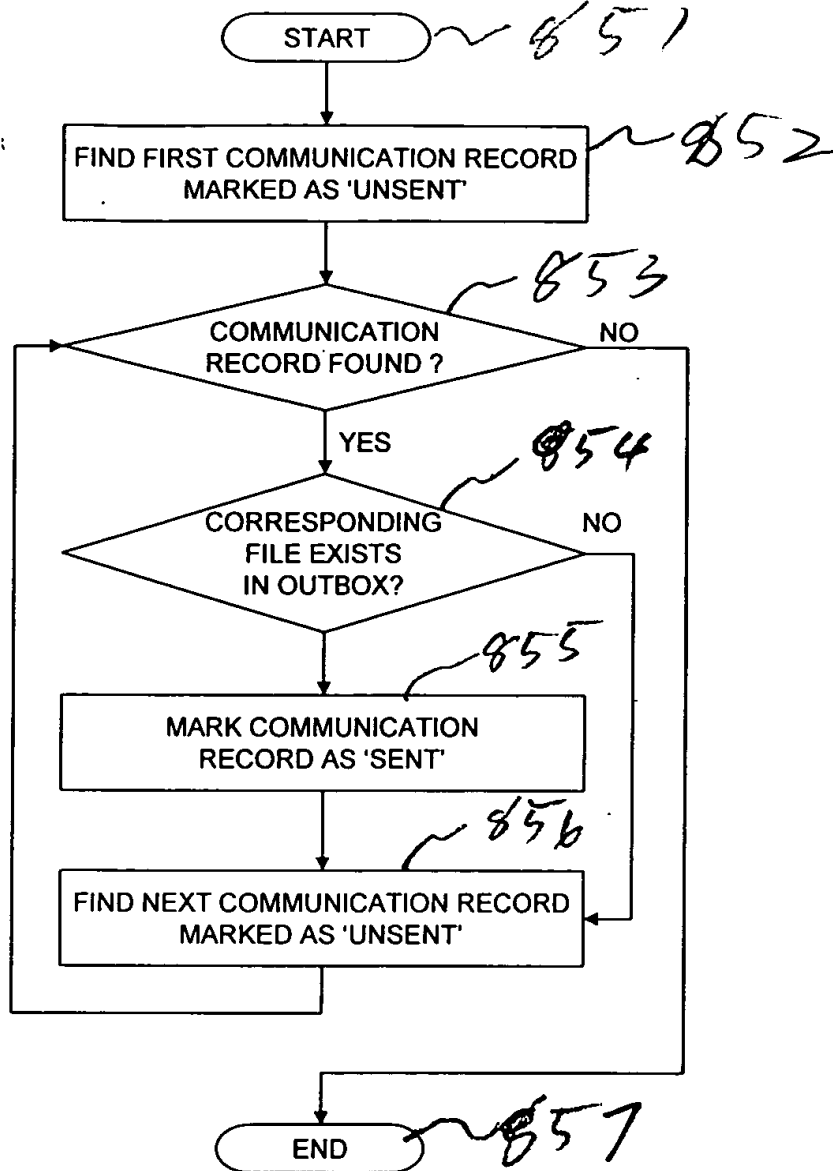 START
851
FIND FIRST COMMUNICATION RECORD
MARKED AS 'UNSENT'
852
853
COMMUNICATION
RECORD FOUND ?
NO
YES
854
CORRESPONDING
FILE EXISTS
IN OUTBOX?
NO
855
MARK COMMUNICATION
RECORD AS 'SENT'
856
FIND NEXT COMMUNICATION RECORD
MARKED AS 'UNSENT'
END
857